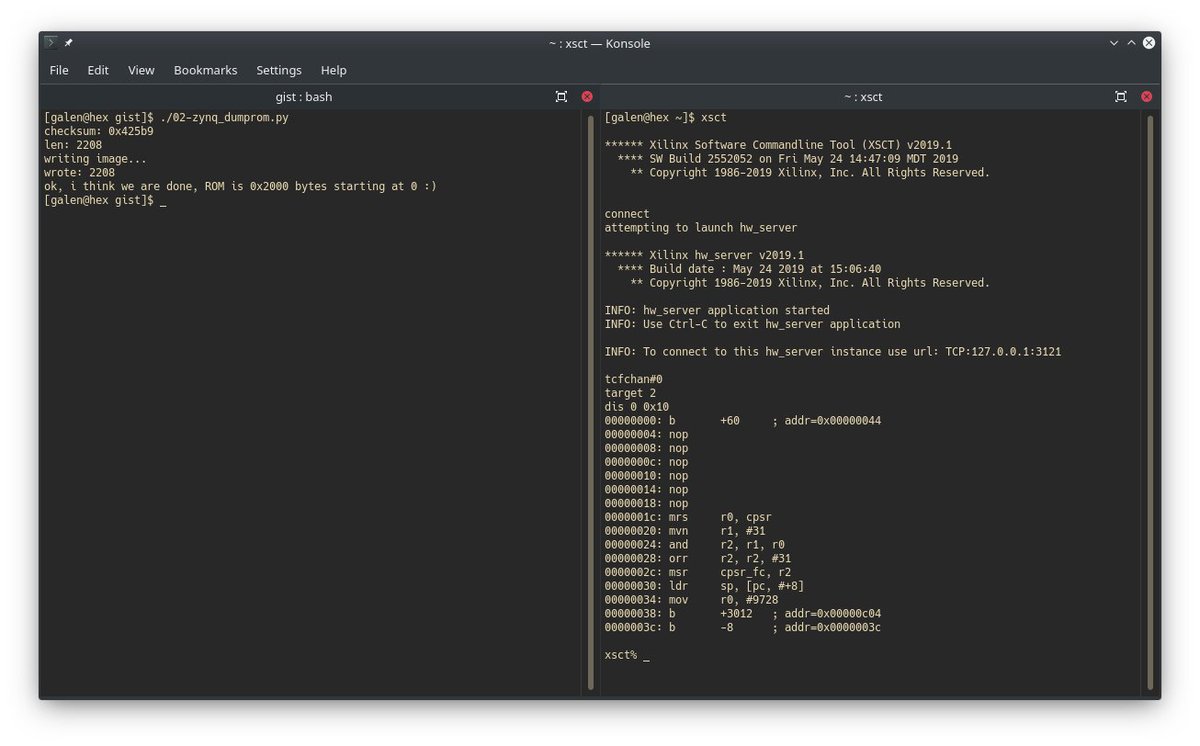 ~ : xsct — Konsole
File Edit View Bookmarks Settings Help
gist : bash
[galen@hex gist]$ ./02-zynq_dumprom.py
checksum: 0x425b9
len: 2208
writing image...
wrote: 2208
ok, i think we are done, ROM is 0x2000 bytes starting at 0 :)
[galen@hex gist]$ _
~ : xsct
[galen@hex ~]$ xsct
****** Xilinx Software Commandline Tool (XSCT) v2019.1
**** SW Build 2552052 on Fri May 24 14:47:09 MDT 2019
** Copyright 1986-2019 Xilinx, Inc. All Rights Reserved.
connect
attempting to launch hw_server
****** Xilinx hw_server v2019.1
**** Build date : May 24 2019 at 15:06:40
** Copyright 1986-2019 Xilinx, Inc. All Rights Reserved.
INFO: hw_server application started
INFO: Use Ctrl-C to exit hw_server application
INFO: To connect to this hw_server instance use url: TCP:127.0.0.1:3121
tcfchan#0
target 2
dis 0 0x10
00000000: b +60 ; addr=0x00000044
00000004: nop
00000008: nop
0000000c: nop
00000010: nop
00000014: nop
00000018: nop
0000001c: mrs r0, cpsr
00000020: mvn r1, #31
00000024: and r2, r1, r0
00000028: orr r2, r2, #31
0000002c: msr cpsr_fc, r2
00000030: ldr sp, [pc, #+8]
00000034: mov r0, #9728
00000038: b +3012 ; addr=0x00000c04
0000003c: b -8 ; addr=0x0000003c
xsct% _